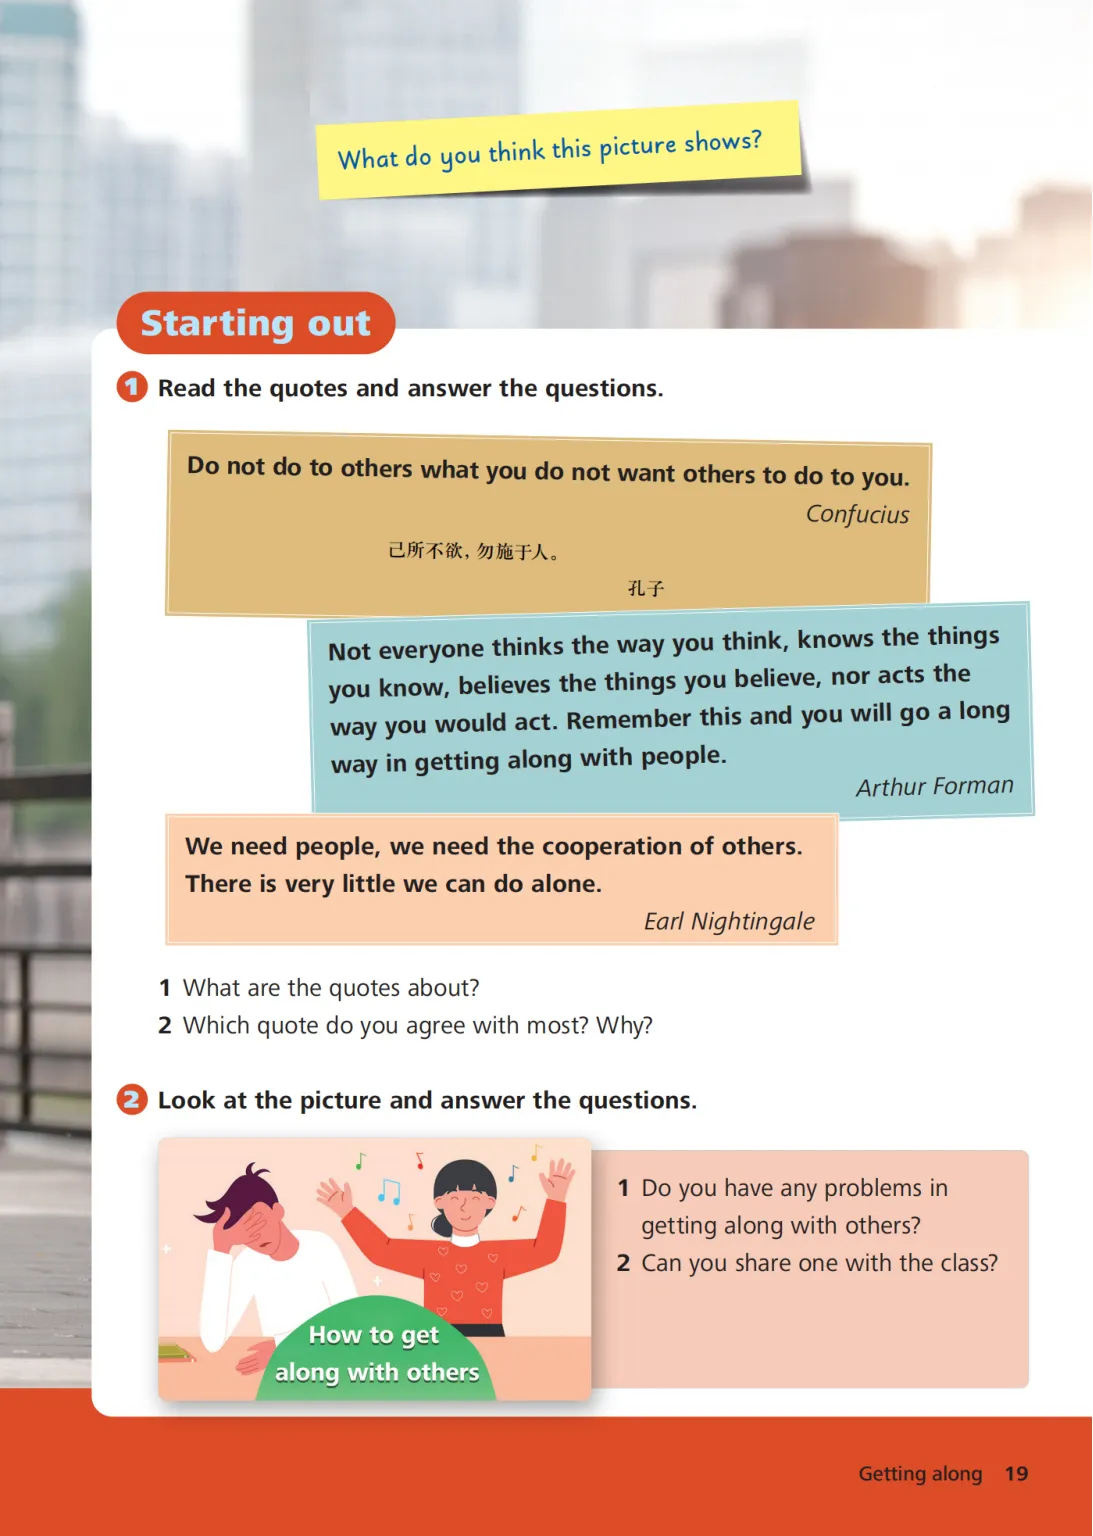 What do you think this picture shows?
Starting out
1 Read the quotes and answer the questions.
Do not do to others what you do not want others to do to you.
Confucius
己所不欲，勿施于人。
孔子
Not everyone thinks the way you think, knows the things
you know, believes the things you believe, nor acts the
way you would act. Remember this and you will go a long
way in getting along with people.
Arthur Forman
We need people, we need the cooperation of others.
There is very little we can do alone.
Earl Nightingale
1 What are the quotes about?
2 Which quote do you agree with most? Why?
2 Look at the picture and answer the questions.
How to get
along with others
1 Do you have any problems in
getting along with others?
2 Can you share one with the class?
Getting along 19